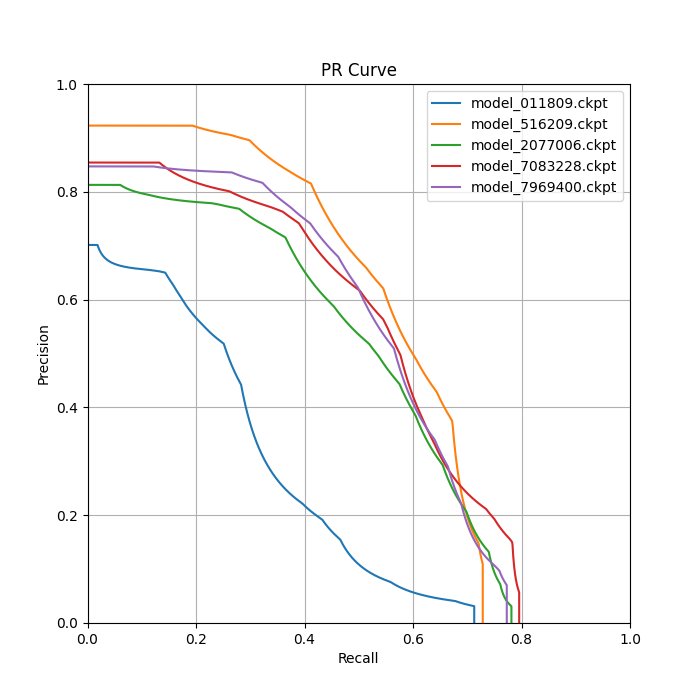 PR Curve
1.0
0.8
0.6
0.4
0.2
0.0
Precision
model_011809.ckpt
model_516209.ckpt
model_2077006.ckpt
model_7083228.ckpt
model_7969400.ckpt
0.0 0.2 0.4 0.6 0.8 1.0
Recall